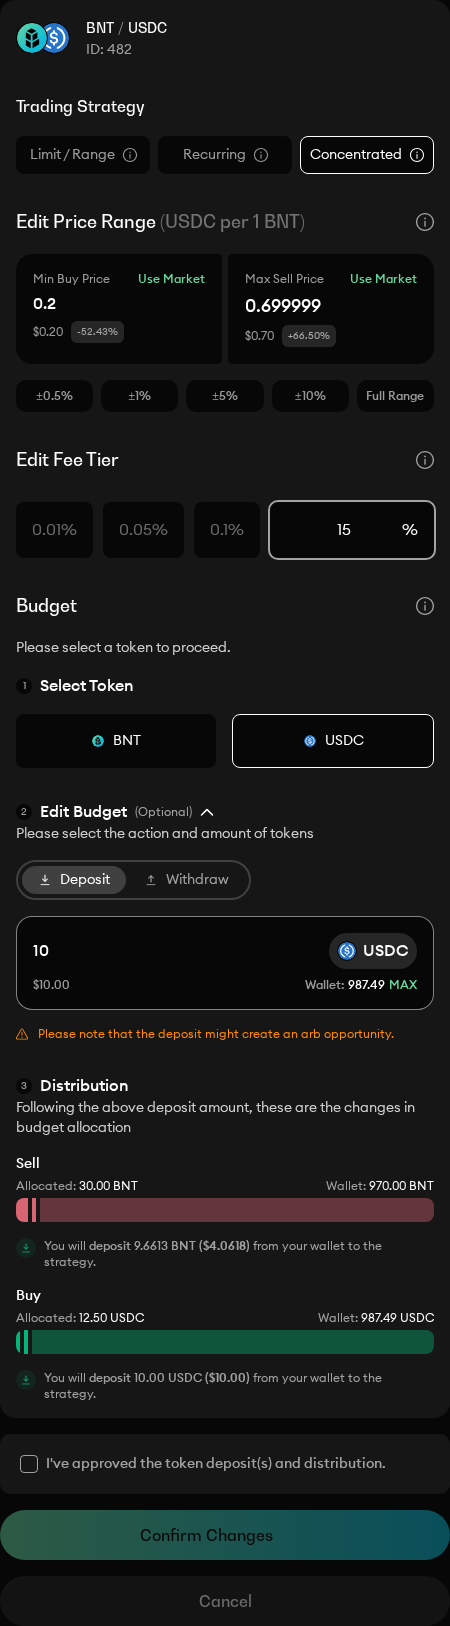 BNT / USDC
ID: 482
Trading Strategy
Limit / Range
Recurring
Concentrated
Edit Price Range (USDC per 1 BNT)
Min Buy Price Use Market
0.2
$0.20 -52.43%
Max Sell Price Use Market
0.699999
$0.70 +66.50%
±0.5% ±1% ±5% ±10% Full Range
Edit Fee Tier
0.01% 0.05% 0.1% 15 %
Budget
Please select a token to proceed.
1 Select Token
BNT USDC
2 Edit Budget (Optional)
Please select the action and amount of tokens
Deposit Withdraw
10 USDC
$10.00 Wallet: 987.49 MAX
Please note that the deposit might create an arb opportunity.
3 Distribution
Following the above deposit amount, these are the changes in
budget allocation
Sell
Allocated: 30.00 BNT Wallet: 970.00 BNT
You will deposit 9.6613 BNT ($4.0618) from your wallet to the
strategy.
Buy
Allocated: 12.50 USDC Wallet: 987.49 USDC
You will deposit 10.00 USDC ($10.00) from your wallet to the
strategy.
I've approved the token deposit(s) and distribution.
Confirm Changes
Cancel